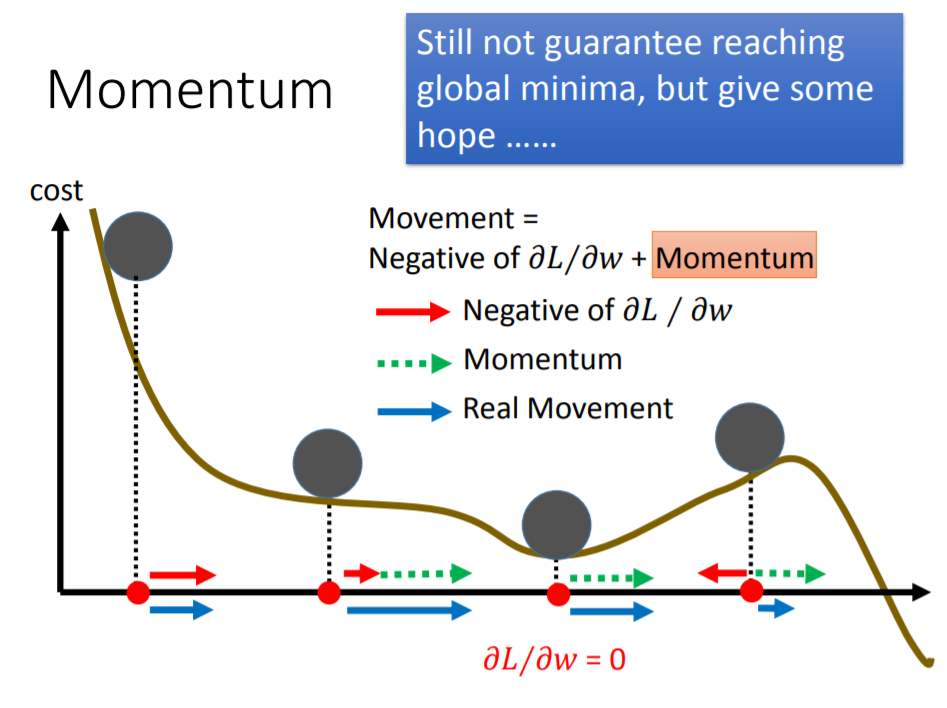 Momentum
Still not guarantee reaching
global minima, but give some
hope ……
cost
Movement =
Negative of ∂L/∂w + Momentum
Negative of ∂L / ∂w
Momentum
Real Movement
∂L/∂w = 0